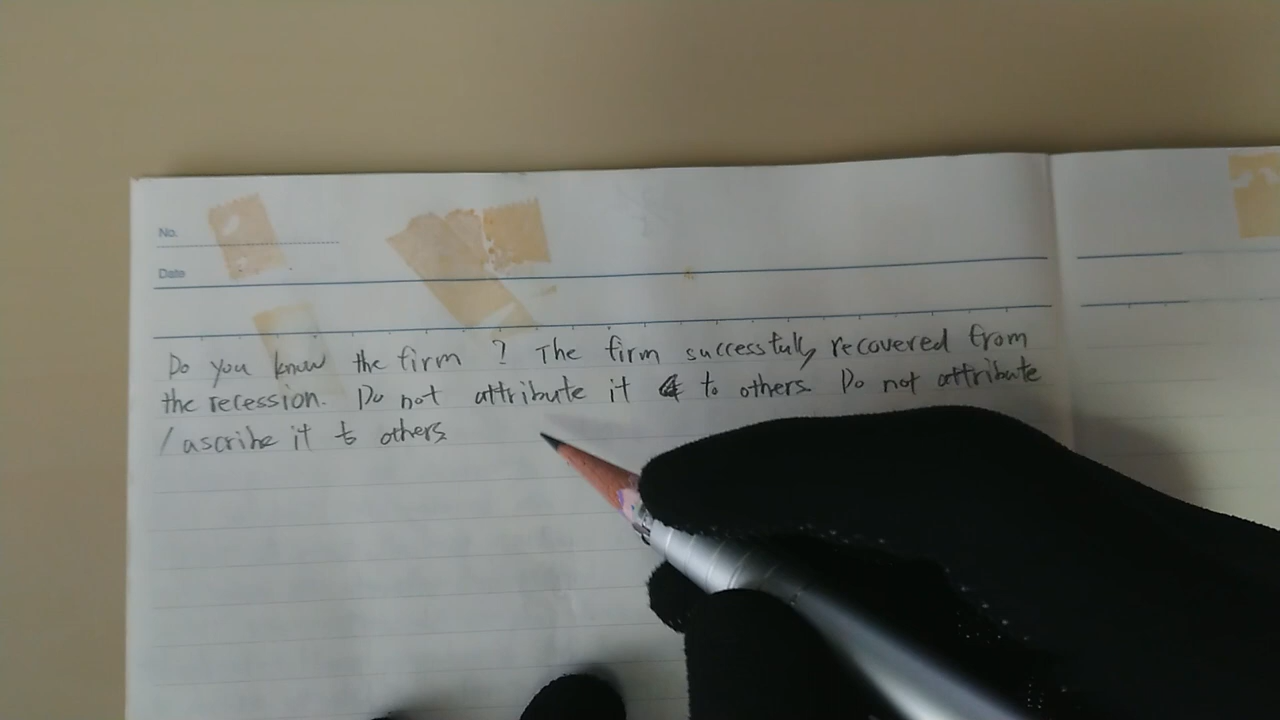 No.
Date
Do you know the firm ? The firm successfully recovered from
the recession. Do not attribute it to others. Do not attribute
/ ascribe it to others